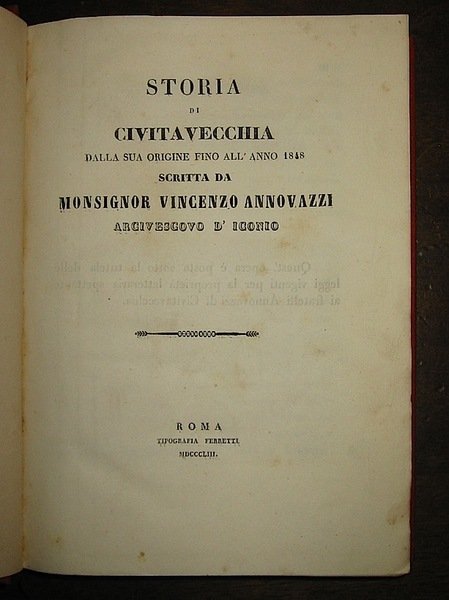 STORIA
DI
CIVITAVECCHIA
DALLA SUA ORIGINE FINO ALL'ANNO 1848
SCRITTA DA
MONSIGNOR VINCENZO ANNOVAZZI
ARCIVESCOVO D' ICONIO
ROMA
TIPOGRAFIA FERRETTI
MDCCCLIII.